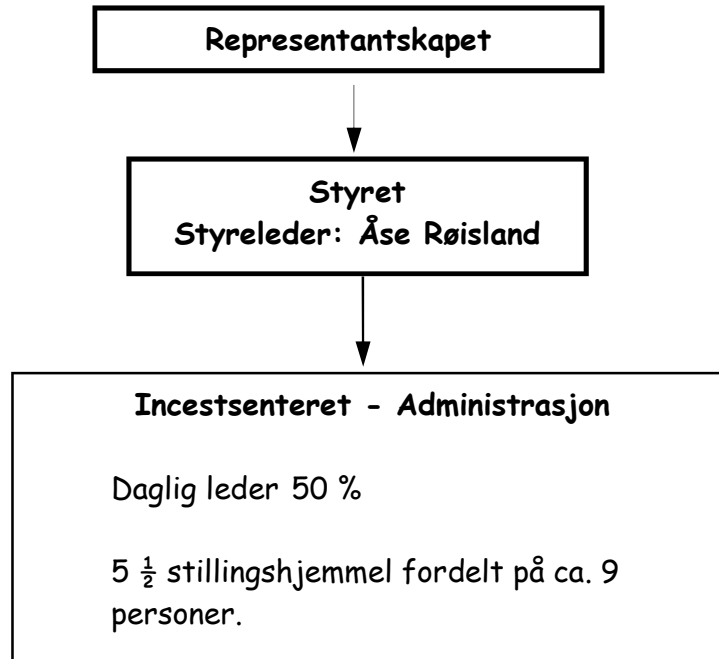 Representantskapet
Styret
Styreleder: Åse Røisland
Incestsenteret - Administrasjon
Daglig leder 50 %
5 ½ stillingshjemmel fordelt på ca. 9
personer.